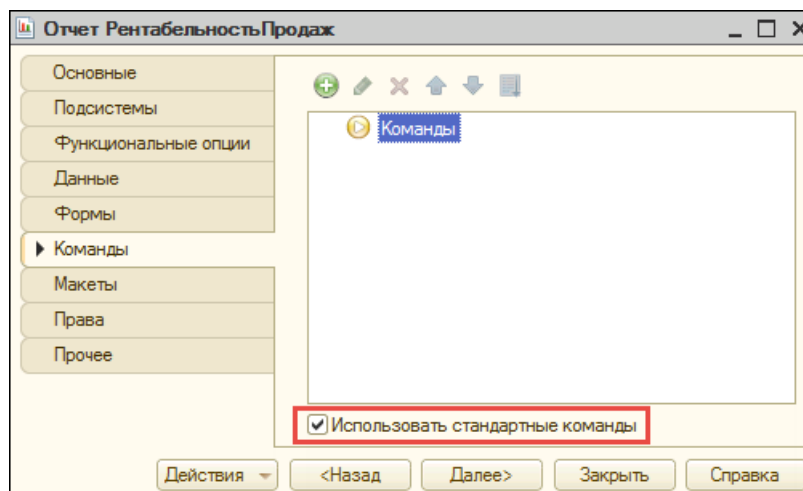 Отчет РентабельностьПродаж
Основные
Подсистемы
Функциональные опции
Данные
Формы
Команды
Макеты
Права
Прочее
Команды
Использовать стандартные команды
Действия
<Назад
Далее>
Закрыть
Справка